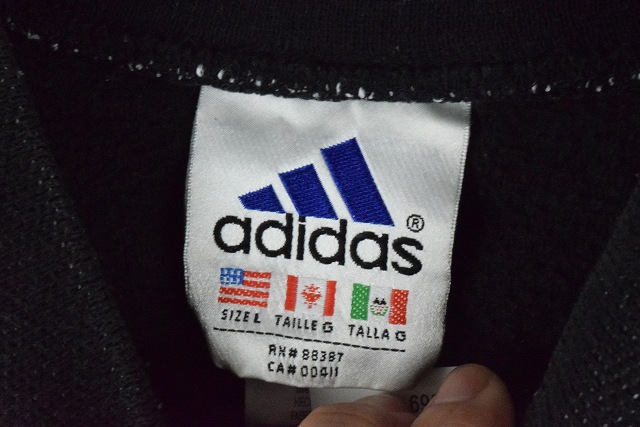 adidas®
SIZE L TAILLE G TALLA G
RN# 88387
CA# 00411